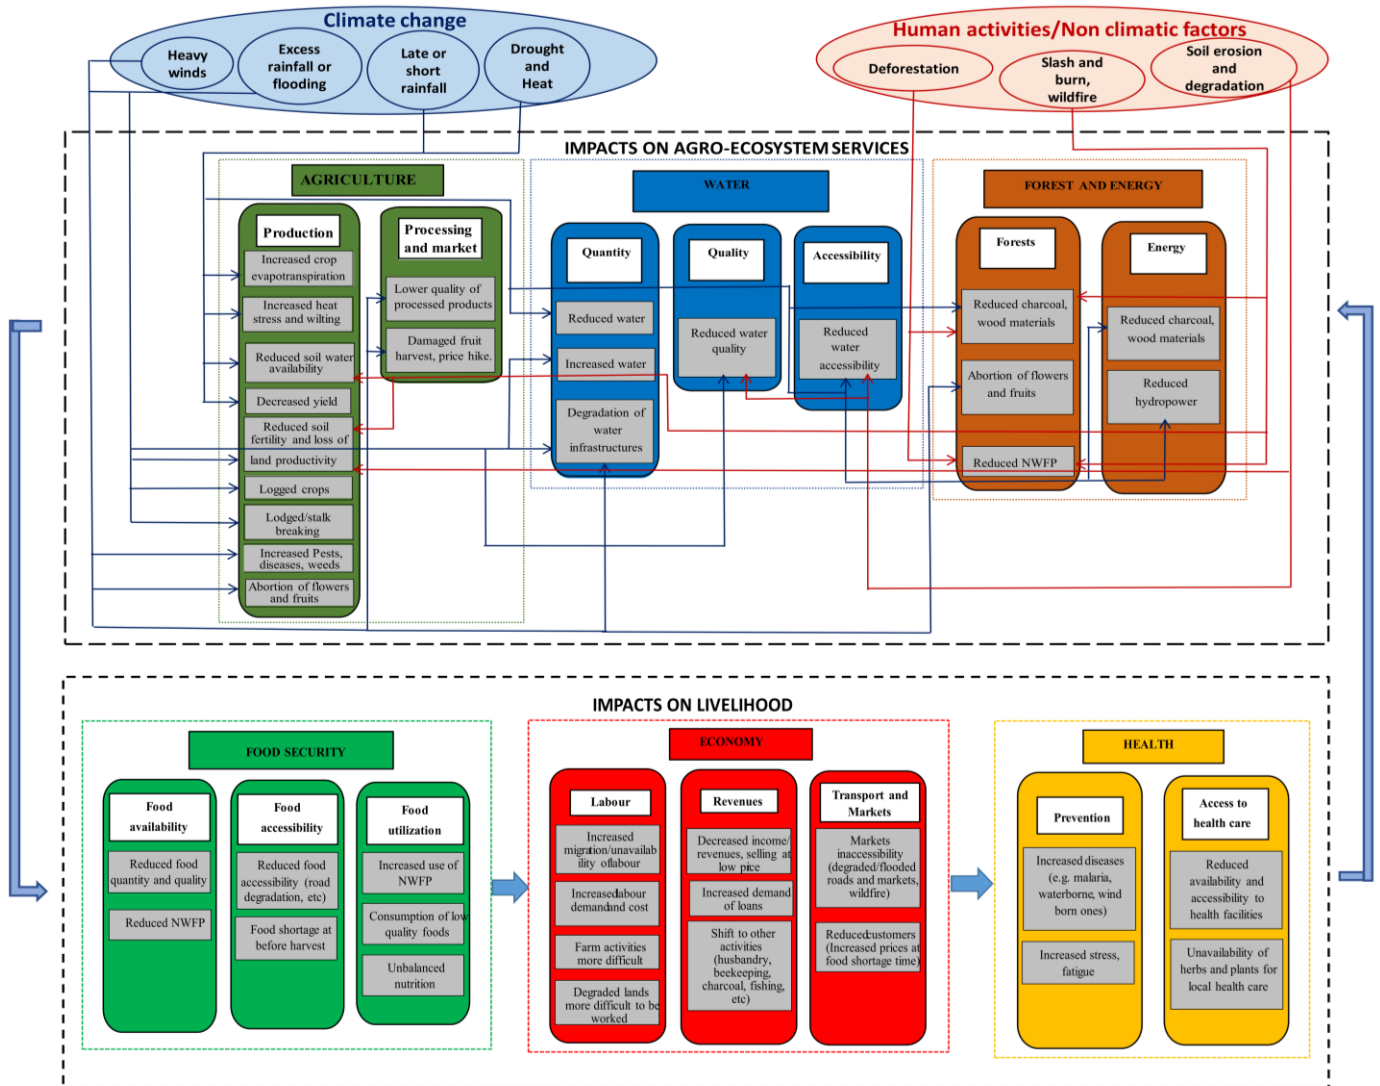 Climate change
Heavy
winds
Excess
rainfall or
flooding
Late or
short
rainfall
Drought
and
Heat
Human activities/Non climatic factors
Deforestation
Slash and
burn,
wildfire
Soil erosion
and
degradation
IMPACTS ON AGRO-ECOSYSTEM SERVICES
AGRICULTURE
Production
Increased crop
evapotranspiration
Increased heat
stress and wilting
Reduced soil water
availability
Decreased yield
Reduced soil
fertility and loss of
land productivity
Logged crops
Lodged/stalk
breaking
Increased Pests,
diseases, weeds
Abortion of flowers
and fruits
Processing
and market
Lower quality of
processed products
Damaged fruit
harvest, price hike.
WATER
Quantity
Reduced water
Increased water
Degradation of
water
infrastructures
Quality
Reduced water
quality
Accessibility
Reduced
water
accessibility
FOREST AND ENERGY
Forests
Reduced charcoal,
wood materials
Abortion of flowers
and fruits
Reduced NWFP
Energy
Reduced charcoal,
wood materials
Reduced
hydropower
IMPACTS ON LIVELIHOOD
FOOD SECURITY
Food
availability
Reduced food
quantity and quality
Reduced NWFP
Food
accessibility
Reduced food
accessibility (road
degradation, etc)
Food shortage at
before harvest
Food
utilization
Increased use of
NWFP
Consumption of low
quality foods
Unbalanced
nutrition
ECONOMY
Labour
Increased
migration/unavailab
ility oflabour
Increasedlabour
demandand cost
Farm activities
more difficult
Degraded lands
more difficult to be
worked
Revenues
Decreased income/
revenues, selling at
low price
Increased demand
of loans
Shift to other
activities
(husbandry,
beekeeping,
charcoal, fishing,
etc)
Transport and
Markets
Markets
inaccessibility
(degraded/flooded
roads and markets,
wildfire)
Reducedcustomers
(Increased prices at
food shortage time)
HEALTH
Prevention
Increased diseases
(e.g. malaria,
waterborne, wind
born ones)
Increased stress,
fatigue
Access to
health care
Reduced
availability and
accessibility to
health facilities
Unavailability of
herbs and plants for
local health care